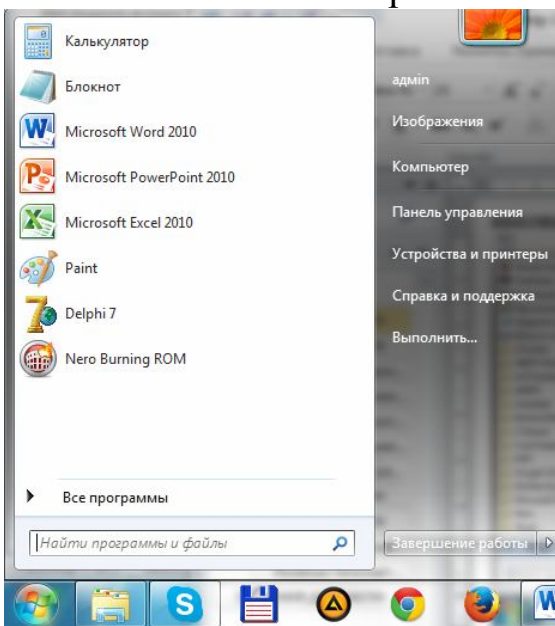 Калькулятор
Блокнот
Microsoft Word 2010
Microsoft PowerPoint 2010
Microsoft Excel 2010
Paint
Delphi 7
Nero Burning ROM
Все программы
Найти программы и файлы
адмін
Изображения
Компьютер
Панель управления
Устройства и принтеры
Справка и поддержка
Выполнить...
Завершение работы